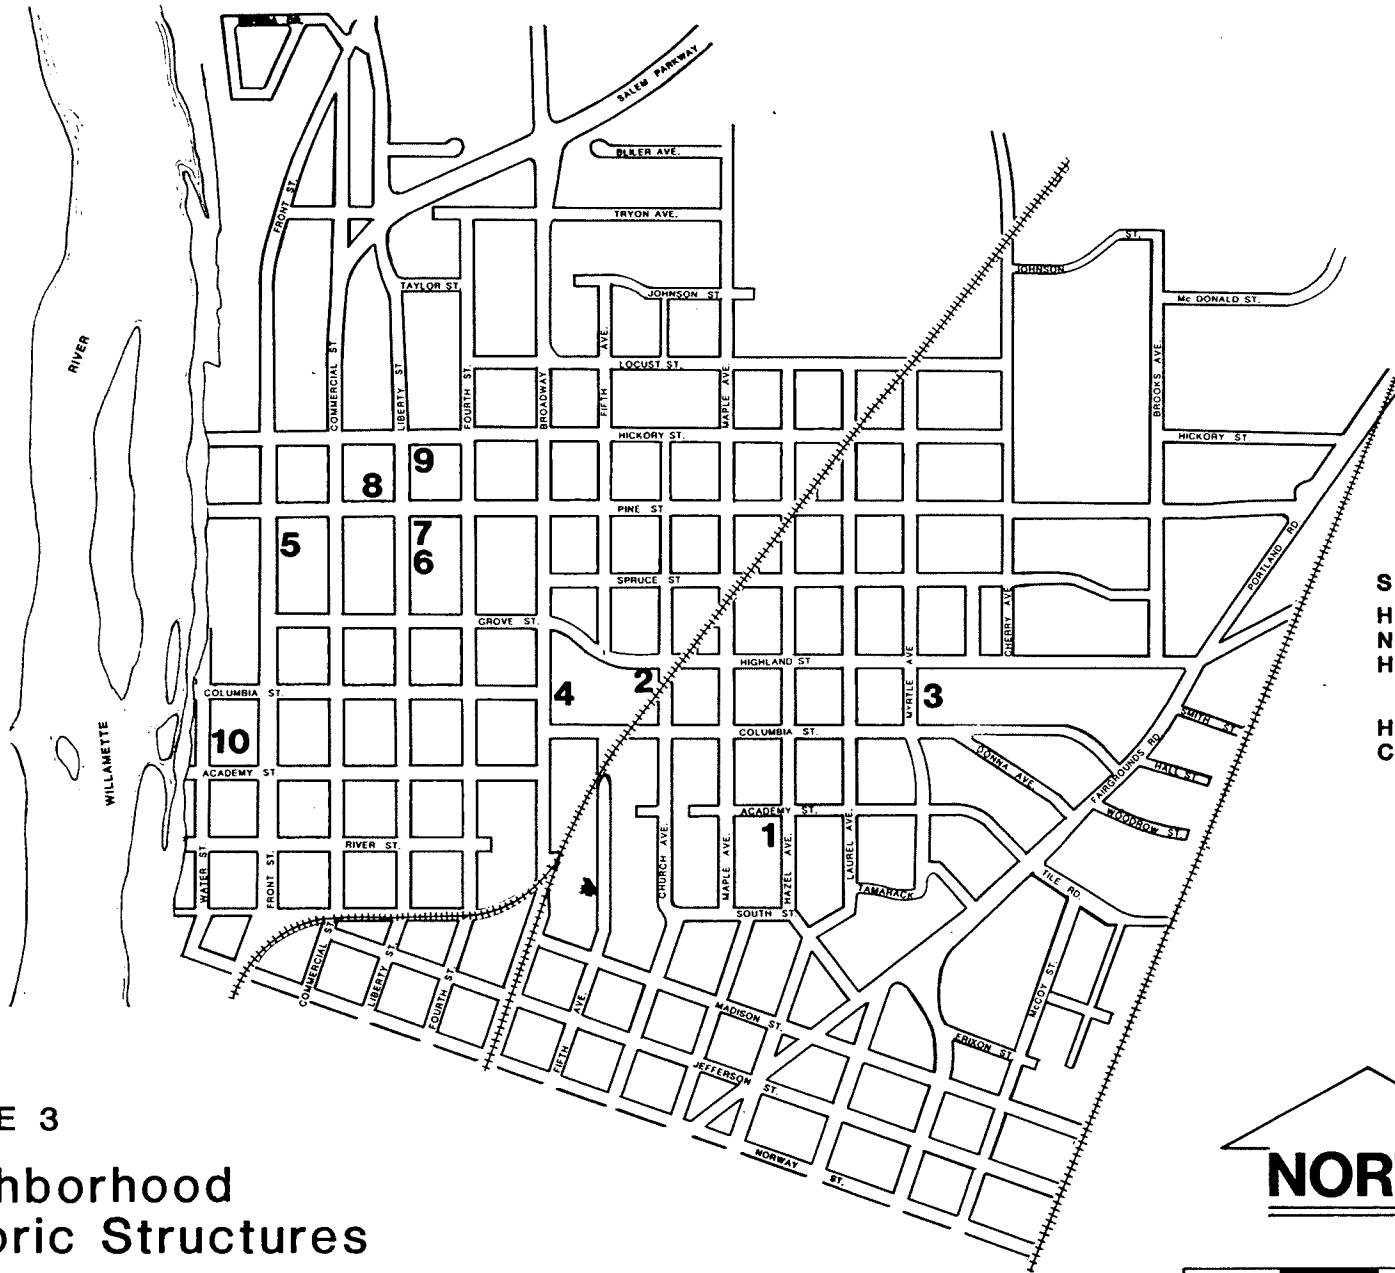 SALEM PARKWAY
BLILER AVE.
FRONT ST.
TRYON AVE.
ST.
JOHNSON
TAYLOR ST.
JOHNSON ST
Mc DONALD ST.
RIVER
COMMERCIAL ST
LIBERTY ST
FOURTH ST.
BROADWAY
FIFTH AVE.
LOCUST ST.
MAPLE AVE.
BROOKS AVE.
HICKORY ST.
HICKORY ST.
9
8
PINE ST.
PORTLAND RD
5
7
6
SPRUCE ST
CHERRY AVE
GROVE ST.
HIGHLAND ST
MYRTLE AVE
2
4
3
COLUMBIA ST.
COLUMBIA ST.
SMITH ST
10
WILLAMETTE
DONNA AVE.
FAIRGROUNDS RD.
HALL ST.
ACADEMY ST.
ACADEMY ST.
WOODROW ST.
1
RIVER ST.
WATER ST.
FRONT ST.
CHURCH AVE.
MAPLE AVE.
HAZEL AVE.
LAUREL AVE.
TAMARACK
TILE RD.
SOUTH ST.
COMMERCIAL ST.
LIBERTY ST.
FOURTH ST.
FIFTH AVE.
MADISON ST.
McCOY ST.
ERIXON ST.
JEFFERSON ST.
NORWAY ST.
S
H
N
H
H
C
E 3
hborhood
oric Structures
NOR